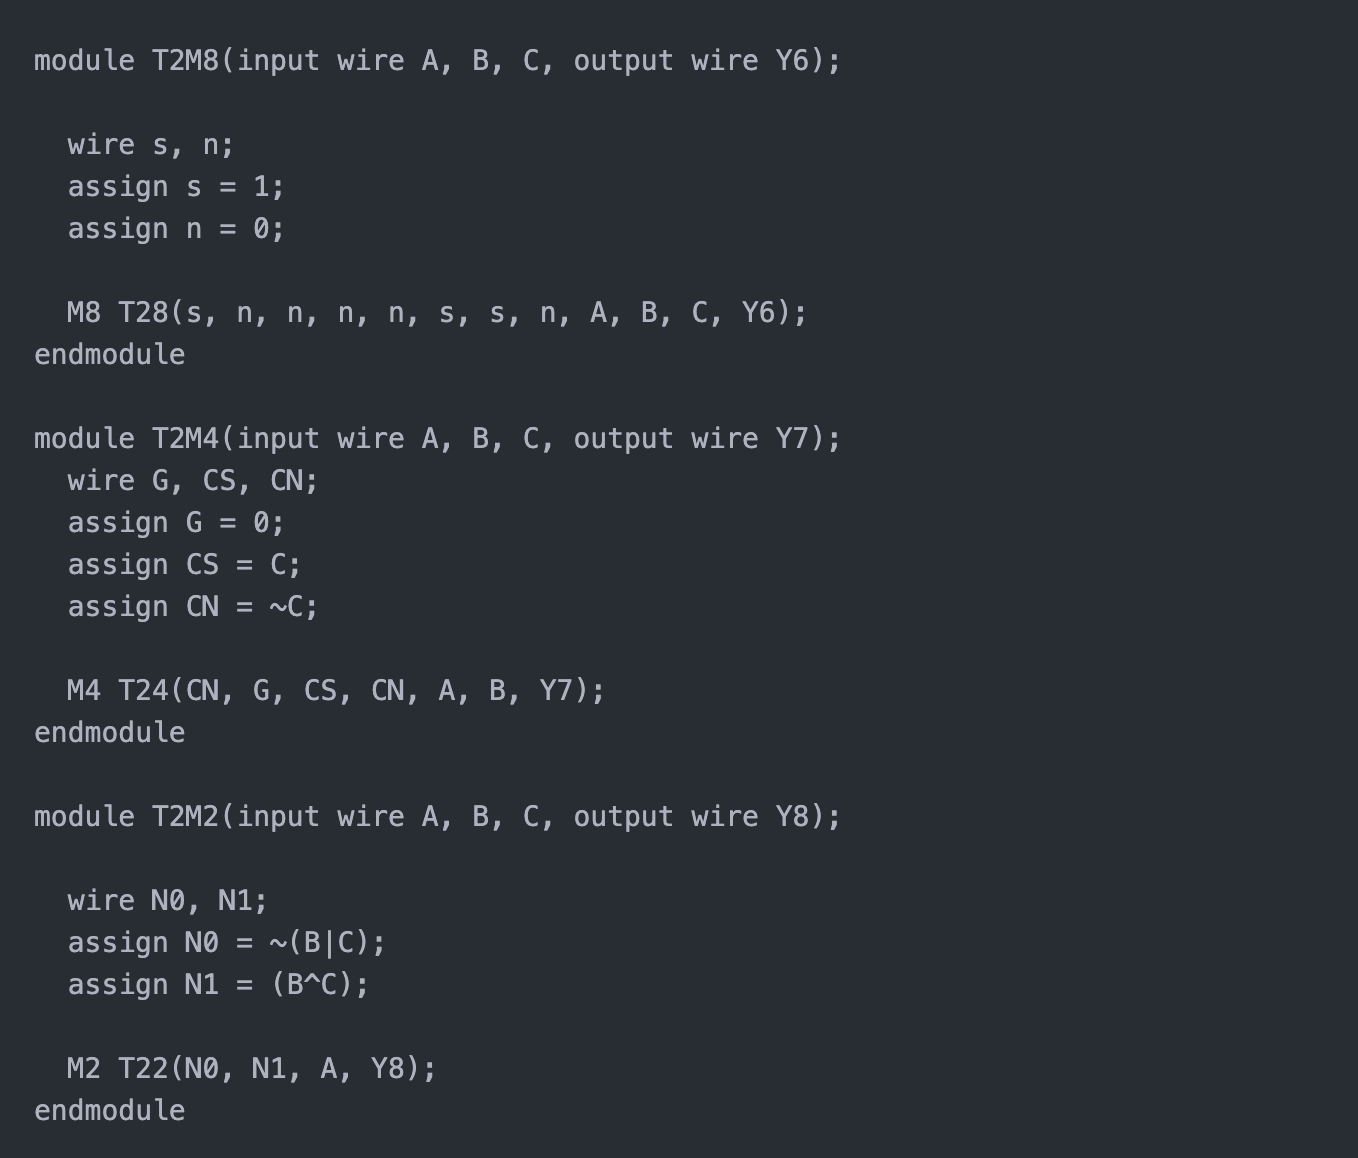 module T2M8(input wire A, B, C, output wire Y6);
wire s, n;
assign s = 1;
assign n = 0;
M8 T28(s, n, n, n, n, s, s, n, A, B, C, Y6);
endmodule
module T2M4(input wire A, B, C, output wire Y7);
wire G, CS, CN;
assign G = 0;
assign CS = C;
assign CN = ~C;
M4 T24(CN, G, CS, CN, A, B, Y7);
endmodule
module T2M2(input wire A, B, C, output wire Y8);
wire N0, N1;
assign N0 = ~(B|C);
assign N1 = (B^C);
M2 T22(N0, N1, A, Y8);
endmodule